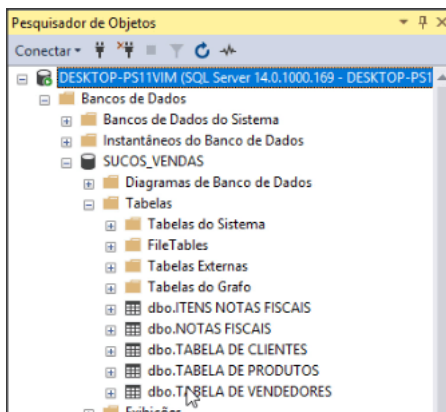 Pesquisador de Objetos
Conectar
DESKTOP-PS11VIM (SQL Server 14.0.1000.169 - DESKTOP-PS1
Bancos de Dados
Bancos de Dados do Sistema
Instantâneos do Banco de Dados
SUCOS_VENDAS
Diagramas de Banco de Dados
Tabelas
Tabelas do Sistema
FileTables
Tabelas Externas
Tabelas do Grafo
dbo.ITENS NOTAS FISCAIS
dbo.NOTAS FISCAIS
dbo.TABELA DE CLIENTES
dbo.TABELA DE PRODUTOS
dbo.TABELA DE VENDEDORES
Exibições